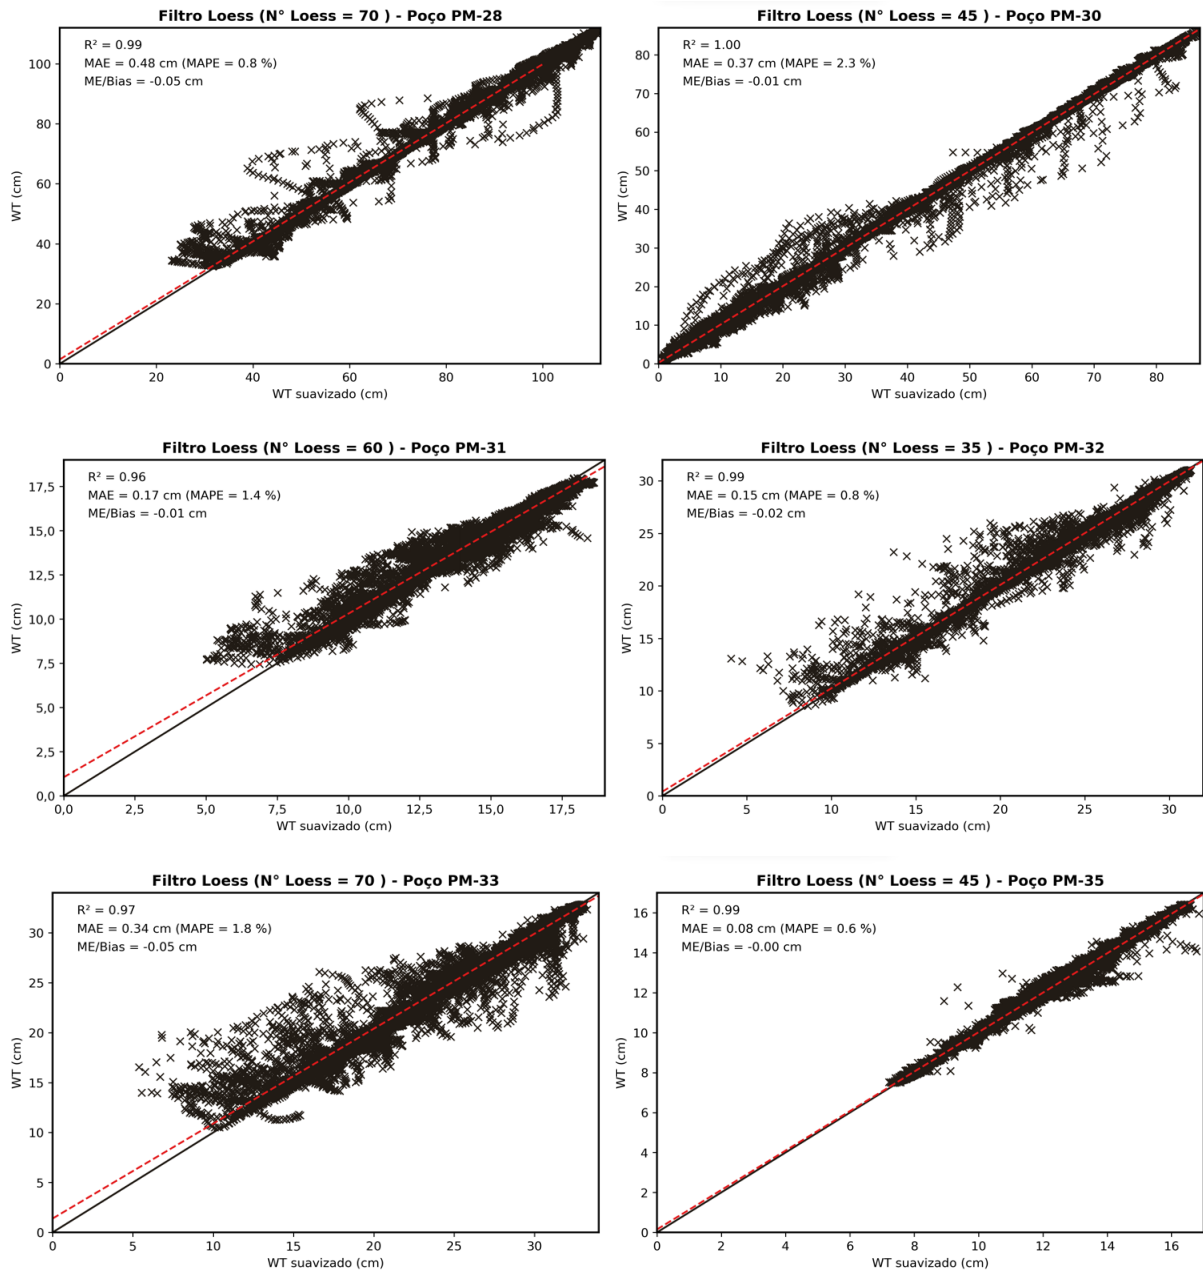 Filtro Loess (N° Loess = 70 ) - Poço PM-28
R² = 0.99
MAE = 0.48 cm (MAPE = 0.8 %)
ME/Bias = -0.05 cm
WT (cm)
100
80
60
40
20
0
0 20 40 60 80 100
WT suavizado (cm)
Filtro Loess (N° Loess = 45 ) - Poço PM-30
R² = 1.00
MAE = 0.37 cm (MAPE = 2.3 %)
ME/Bias = -0.01 cm
WT (cm)
80
70
60
50
40
30
20
10
0
0 10 20 30 40 50 60 70 80
WT suavizado (cm)
Filtro Loess (N° Loess = 60 ) - Poço PM-31
R² = 0.96
MAE = 0.17 cm (MAPE = 1.4 %)
ME/Bias = -0.01 cm
WT (cm)
17,5
15,0
12,5
10,0
7,5
5,0
2,5
0,0
0,0 5,0 7,5 10,0 12,5 15,0 17,5
WT suavizado (cm)
Filtro Loess (N° Loess = 35 ) - Poço PM-32
R² = 0.99
MAE = 0.15 cm (MAPE = 0.8 %)
ME/Bias = -0.02 cm
WT (cm)
30
25
20
15
10
5
0
0 5 10 15 20 25 30
WT suavizado (cm)
Filtro Loess (N° Loess = 70 ) - Poço PM-33
R² = 0.97
MAE = 0.34 cm (MAPE = 1.8 %)
ME/Bias = -0.05 cm
WT (cm)
30
25
20
15
10
5
0
0 10 15 20 25 30
WT suavizado (cm)
Filtro Loess (N° Loess = 45 ) - Poço PM-35
R² = 0.99
MAE = 0.08 cm (MAPE = 0.6 %)
ME/Bias = -0.00 cm
WT (cm)
16
14
12
10
8
6
4
2
0
0 2 4 6 8 10 12 14 16
WT suavizado (cm)